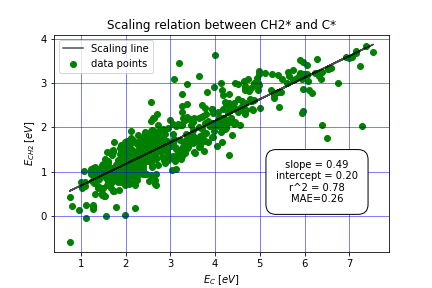 Scaling relation between CH2* and C*
Scaling line
data points
4
3
2
1
0
E_CH2 [eV]
slope = 0.49
intercept = 0.20
r^2 = 0.78
MAE=0.26
1 2 3 4 5 6 7
E_C [eV]